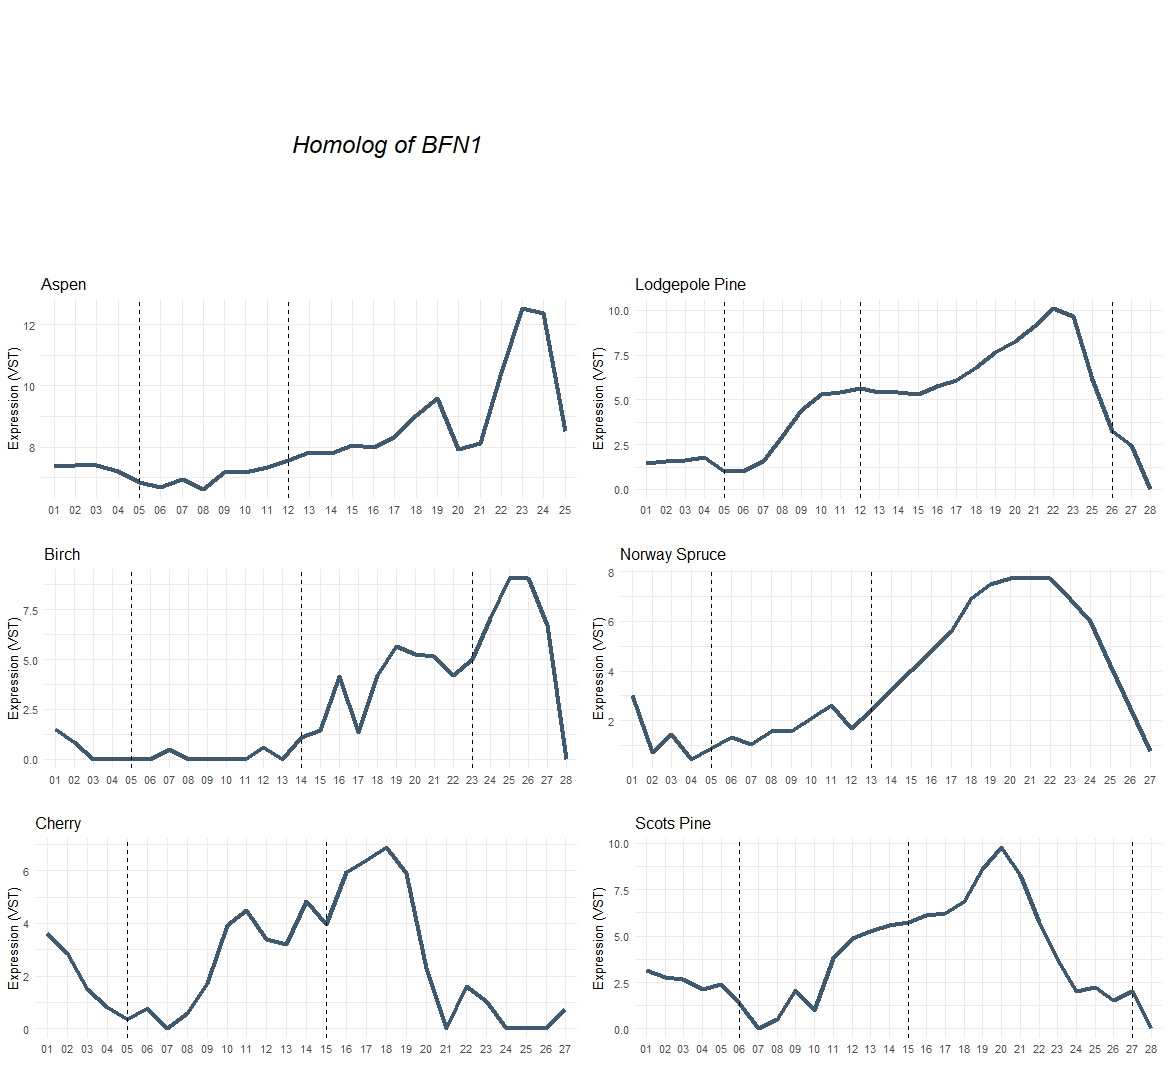 Homolog of BFN1
Aspen
Expression (VST)
12
10
8
01 02 03 04 05 06 07 08 09 10 11 12 13 14 15 16 17 18 19 20 21 22 23 24 25
Lodgepole Pine
Expression (VST)
10.0
7.5
5.0
2.5
0.0
01 02 03 04 05 06 07 08 09 10 11 12 13 14 15 16 17 18 19 20 21 22 23 25 26 27 28
Birch
Expression (VST)
7.5
5.0
2.5
0.0
01 02 03 04 05 06 07 08 09 10 11 12 13 14 15 16 17 18 19 20 21 22 23 24 25 26 27 28
Norway Spruce
Expression (VST)
8
6
4
2
01 02 03 04 05 06 07 08 09 10 11 12 13 14 15 16 17 18 19 20 21 22 23 24 25 26 27
Cherry
Expression (VST)
6
4
2
0
01 02 03 04 05 06 07 08 09 10 11 12 13 14 15 16 17 18 19 20 21 22 23 24 26 27
Scots Pine
Expression (VST)
10.0
7.5
5.0
2.5
0.0
01 02 03 04 05 06 07 08 09 10 11 12 13 14 15 16 17 18 19 20 21 22 23 24 25 26 27 28